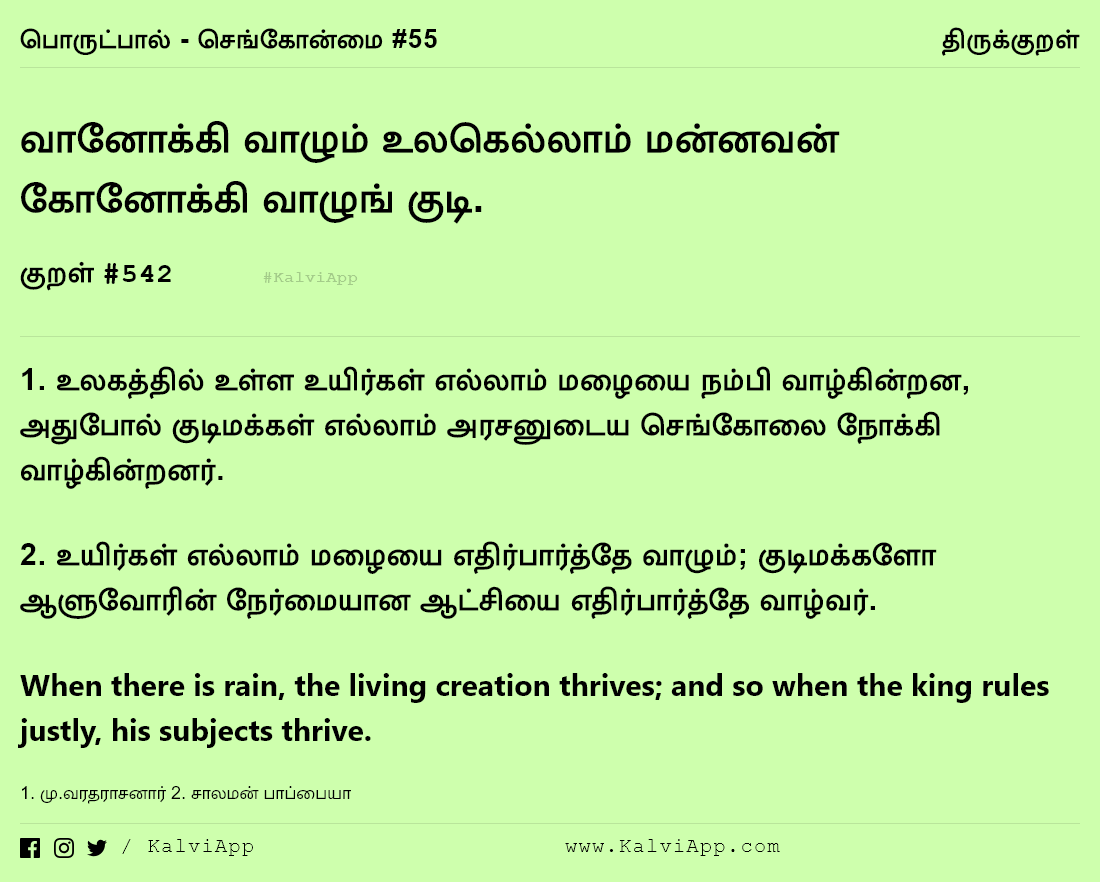 பொருட்பால் - செங்கோன்மை #55
திருக்குறள்
வானோக்கி வாழும் உலகெல்லாம் மன்னவன்
கோனோக்கி வாழுங் குடி.
குறள் #542
#KalviApp
1. உலகத்தில் உள்ள உயிர்கள் எல்லாம் மழையை நம்பி வாழ்கின்றன,
அதுபோல் குடிமக்கள் எல்லாம் அரசனுடைய செங்கோலை நோக்கி
வாழ்கின்றனர்.
2. உயிர்கள் எல்லாம் மழையை எதிர்பார்த்தே வாழும்; குடிமக்களோ
ஆளுவோரின் நேர்மையான ஆட்சியை எதிர்பார்த்தே வாழ்வர்.
When there is rain, the living creation thrives; and so when the king rules
justly, his subjects thrive.
1. மு.வரதராசனார் 2. சாலமன் பாப்பையா
/ KalviApp
www.KalviApp.com